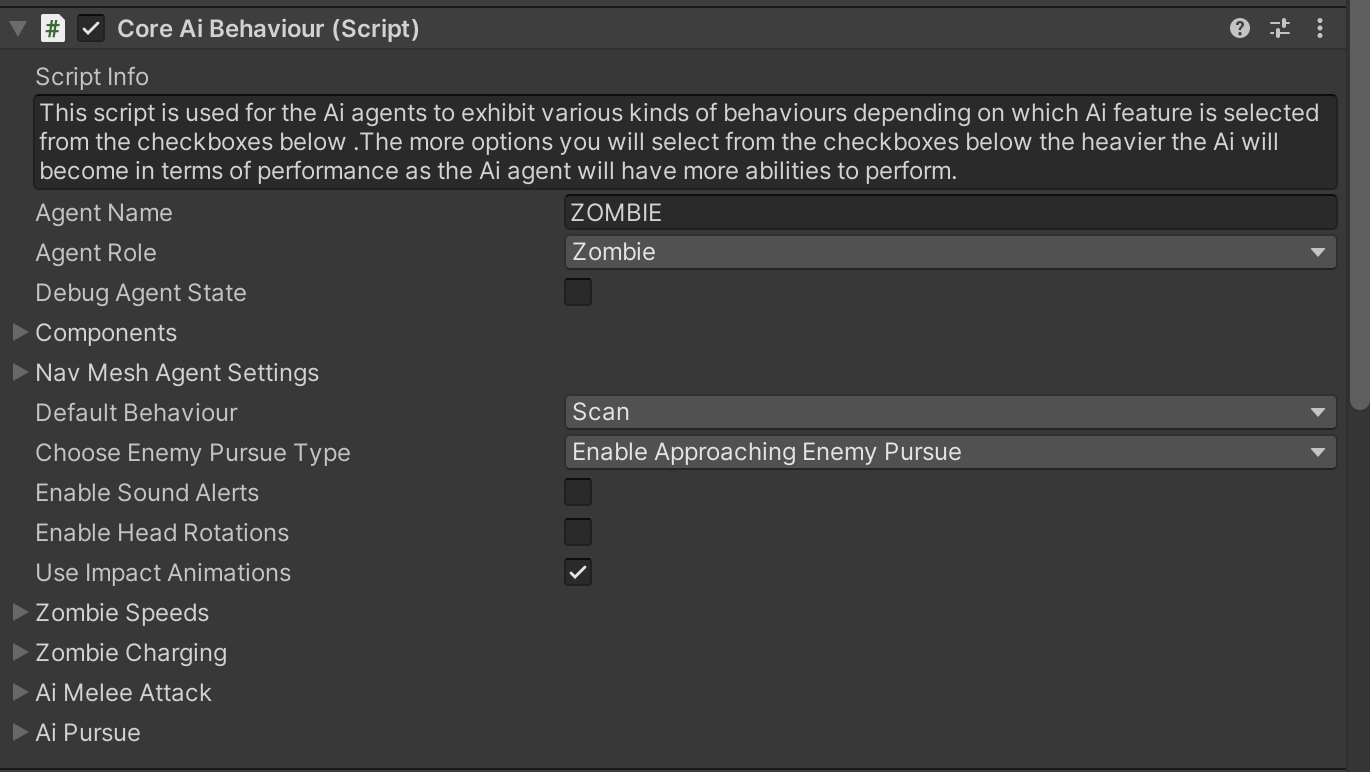 # Core Ai Behaviour (Script)
Script Info
This script is used for the Ai agents to exhibit various kinds of behaviours depending on which Ai feature is selected
from the checkboxes below .The more options you will select from the checkboxes below the heavier the Ai will
become in terms of performance as the Ai agent will have more abilities to perform.
Agent Name ZOMBIE
Agent Role Zombie
Debug Agent State
Components
Nav Mesh Agent Settings
Default Behaviour Scan
Choose Enemy Pursue Type Enable Approaching Enemy Pursue
Enable Sound Alerts
Enable Head Rotations
Use Impact Animations
Zombie Speeds
Zombie Charging
Ai Melee Attack
Ai Pursue